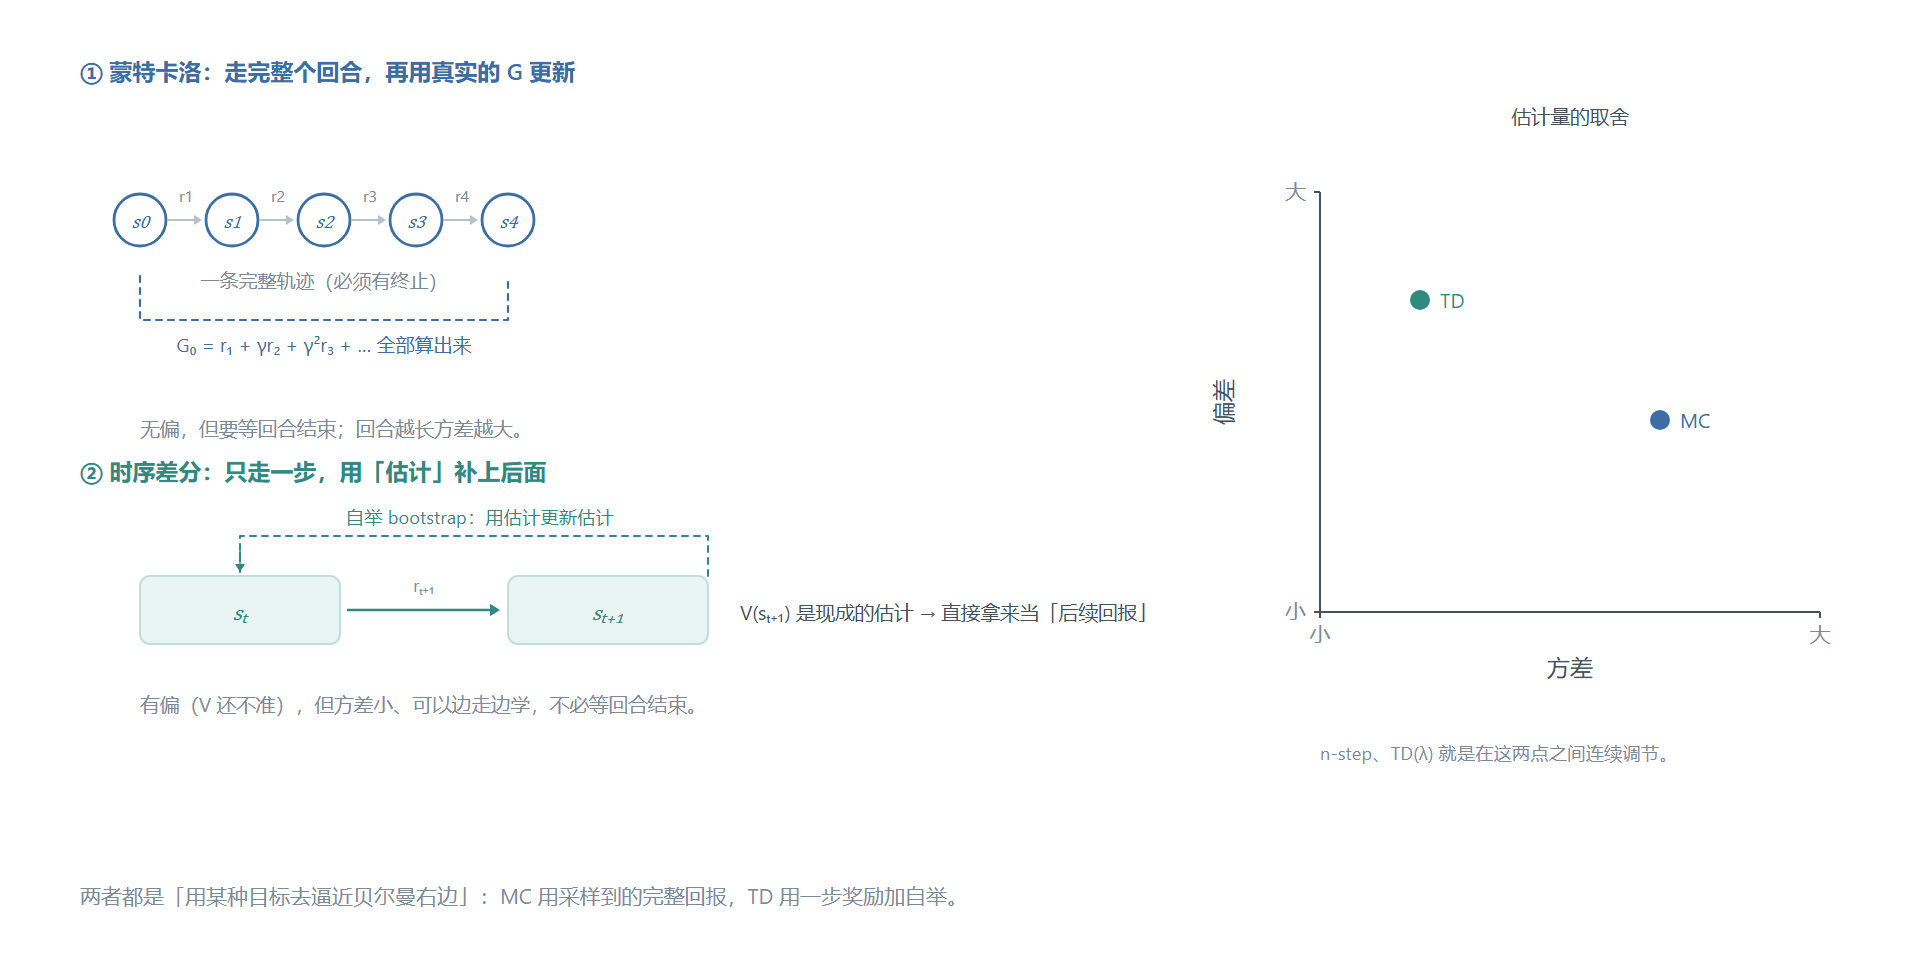 ① 蒙特卡洛：走完整个回合，再用真实的 G 更新
r1 r2 r3 r4
s0 s1 s2 s3 s4
一条完整轨迹（必须有终止）
G₀ = r₁ + γr₂ + γ²r₃ + … 全部算出来
无偏，但要等回合结束；回合越长方差越大。
② 时序差分：只走一步，用「估计」补上后面
自举 bootstrap：用估计更新估计
rₜ₊₁
sₜ sₜ₊₁
V(sₜ₊₁) 是现成的估计 → 直接拿来当「后续回报」
有偏（V 还不准），但方差小、可以边走边学，不必等回合结束。
估计量的取舍
大
TD
偏差
MC
小
小 大
方差
n-step、TD(λ) 就是在这两点之间连续调节。
两者都是「用某种目标去逼近贝尔曼右边」：MC 用采样到的完整回报，TD 用一步奖励加自举。